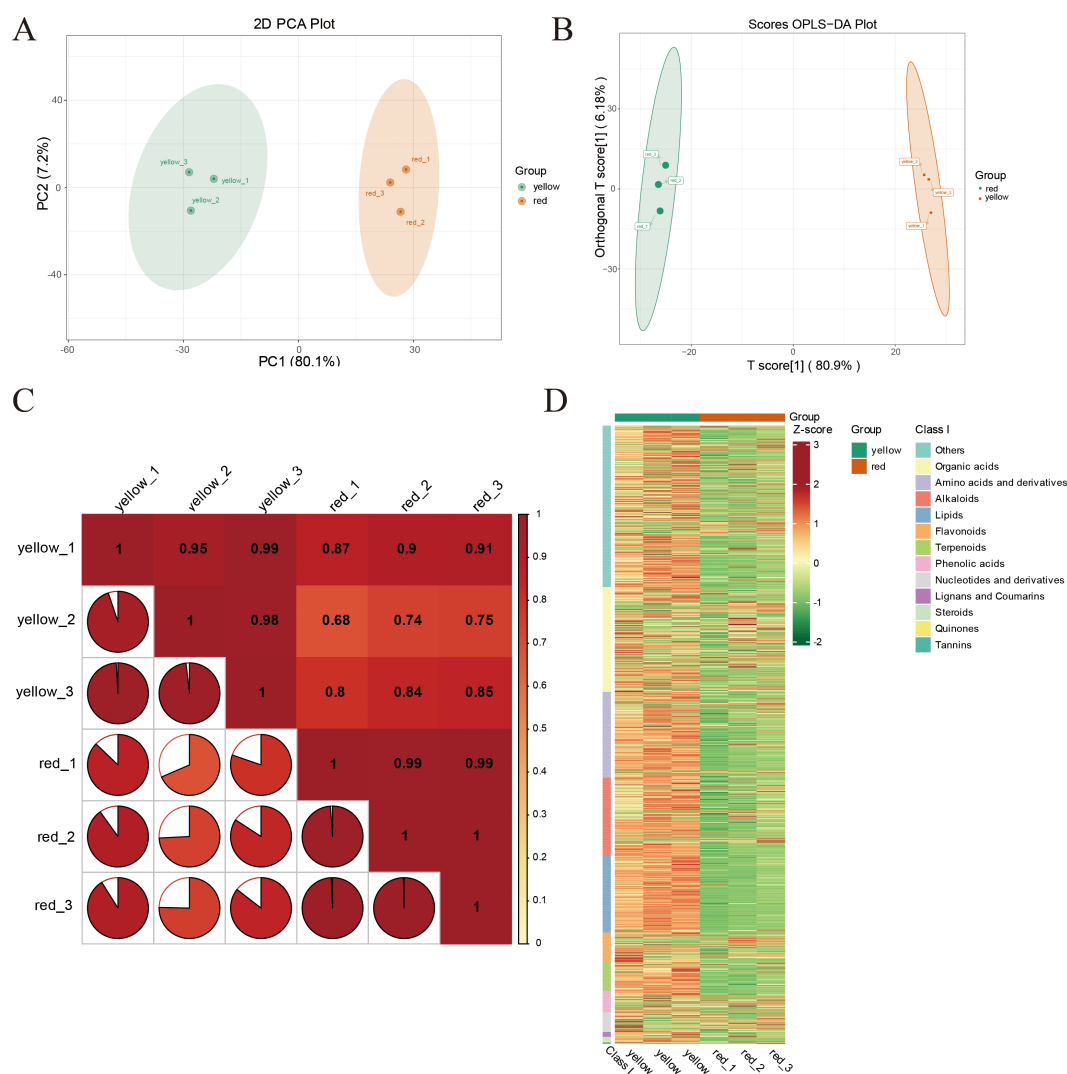 A
2D PCA Plot
PC2 (7.2%)
40
0
-40
-60
-30
0
30
PC1 (80.1%)
yellow_3
yellow_1
yellow_2
red_1
red_3
red_2
Group
yellow
red
B
Scores OPLS−DA Plot
Orthogonal T score[1] ( 6.18% )
30
0
−30
−20
0
20
T score[1] ( 80.9% )
red_2
red_1
yellow_2
yellow_3
yellow_1
Group
red
yellow
C
yellow_1 yellow_2 yellow_3 red_1 red_2 red_3
yellow_1 1 0.95 0.99 0.87 0.9 0.91
yellow_2 1 0.98 0.68 0.74 0.75
yellow_3 1 0.8 0.84 0.85
red_1 1 0.99 0.99
red_2 1 1
red_3 1
1
0.9
0.8
0.7
0.6
0.5
0.4
0.3
0.2
0.1
0
D
Group
Z-score
3
2
1
0
-1
-2
Group
yellow
red
Class I
Others
Organic acids
Amino acids and derivatives
Alkaloids
Lipids
Flavonoids
Terpenoids
Phenolic acids
Nucleotides and derivatives
Lignans and Coumarins
Steroids
Quinones
Tannins
Class I yellow yellow yellow red_1 red_2 red_3